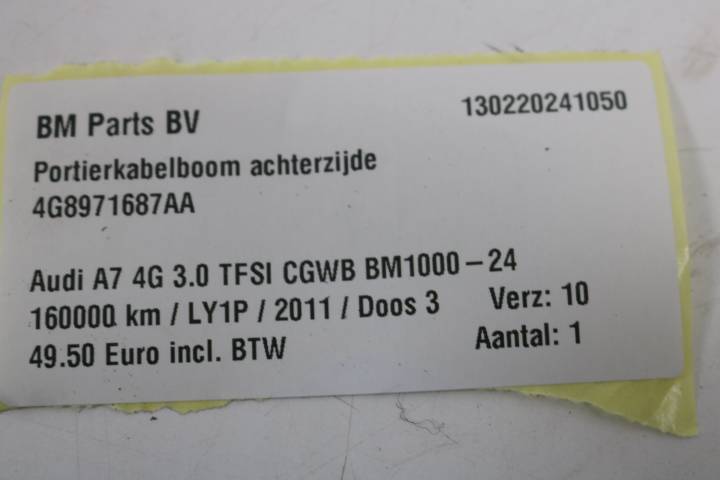 BM Parts BV 130220241050
Portierkabelboom achterzijde
4G8971687AA
Audi A7 4G 3.0 TFSI CGWB BM1000-24
160000 km / LY1P / 2011 / Doos 3 Verz: 10
49.50 Euro incl. BTW Aantal: 1